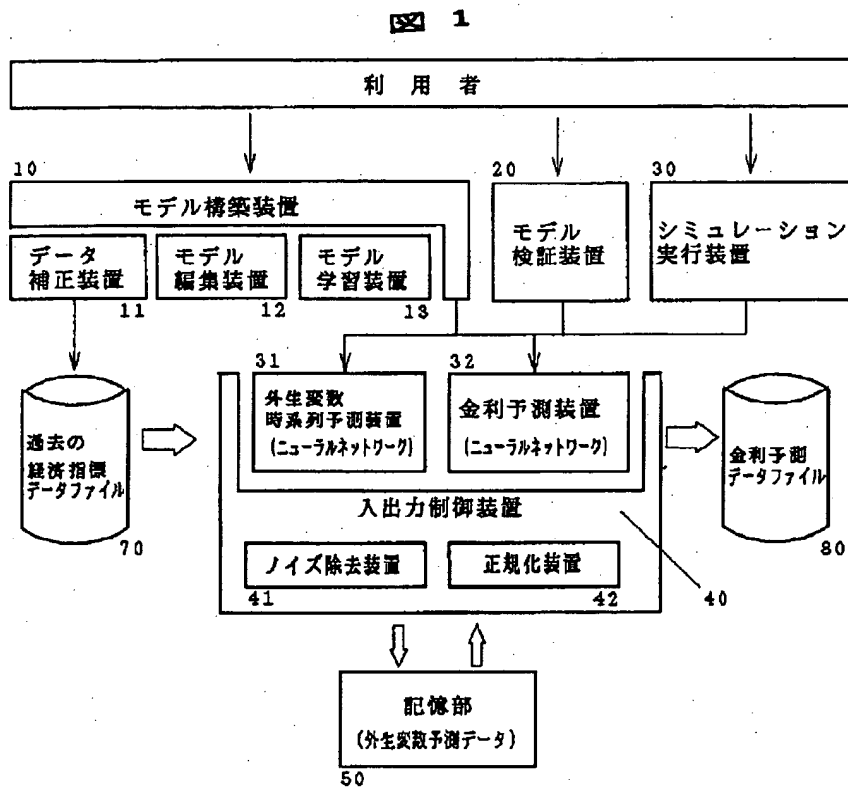 図 1
利 用 者
10
モデル構築装置
20
モデル
検証装置
30
シミュレーション
実行装置
データ
補正装置
11
モデル
編集装置
12
モデル
学習装置
13
31
外生変数
時系列予測装置
(ニューラルネットワーク)
32
金利予測装置
(ニューラルネットワーク)
過去の
経済指標
データファイル
70
金利予測
データファイル
80
入出力制御装置
ノイズ除去装置
41
正規化装置
42
40
記憶部
(外生変数予測データ)
50